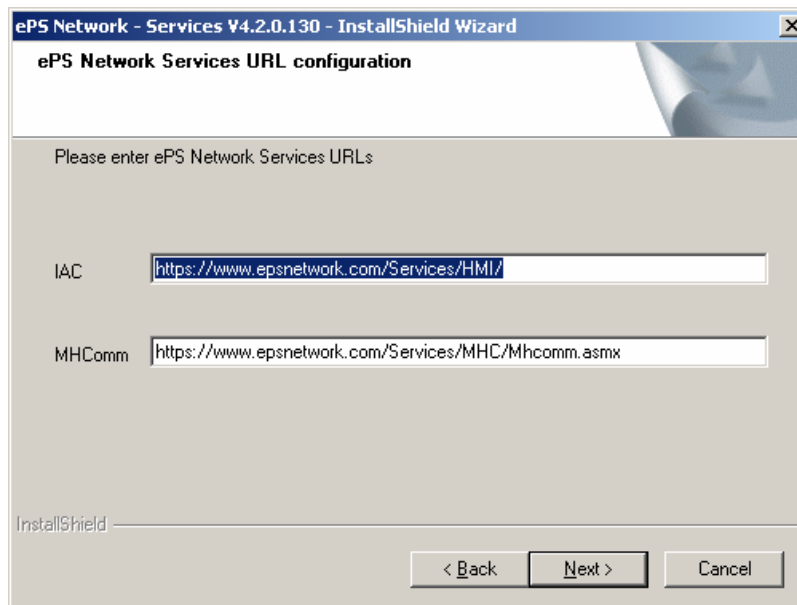 ePS Network - Services V4.2.0.130 - InstallShield Wizard
ePS Network Services URL configuration
Please enter ePS Network Services URLs
IAC https://www.epsnetwork.com/Services/HMI/
MHComm https://www.epsnetwork.com/Services/MHC/Mhcomm.asmx
InstallShield
< Back Next > Cancel